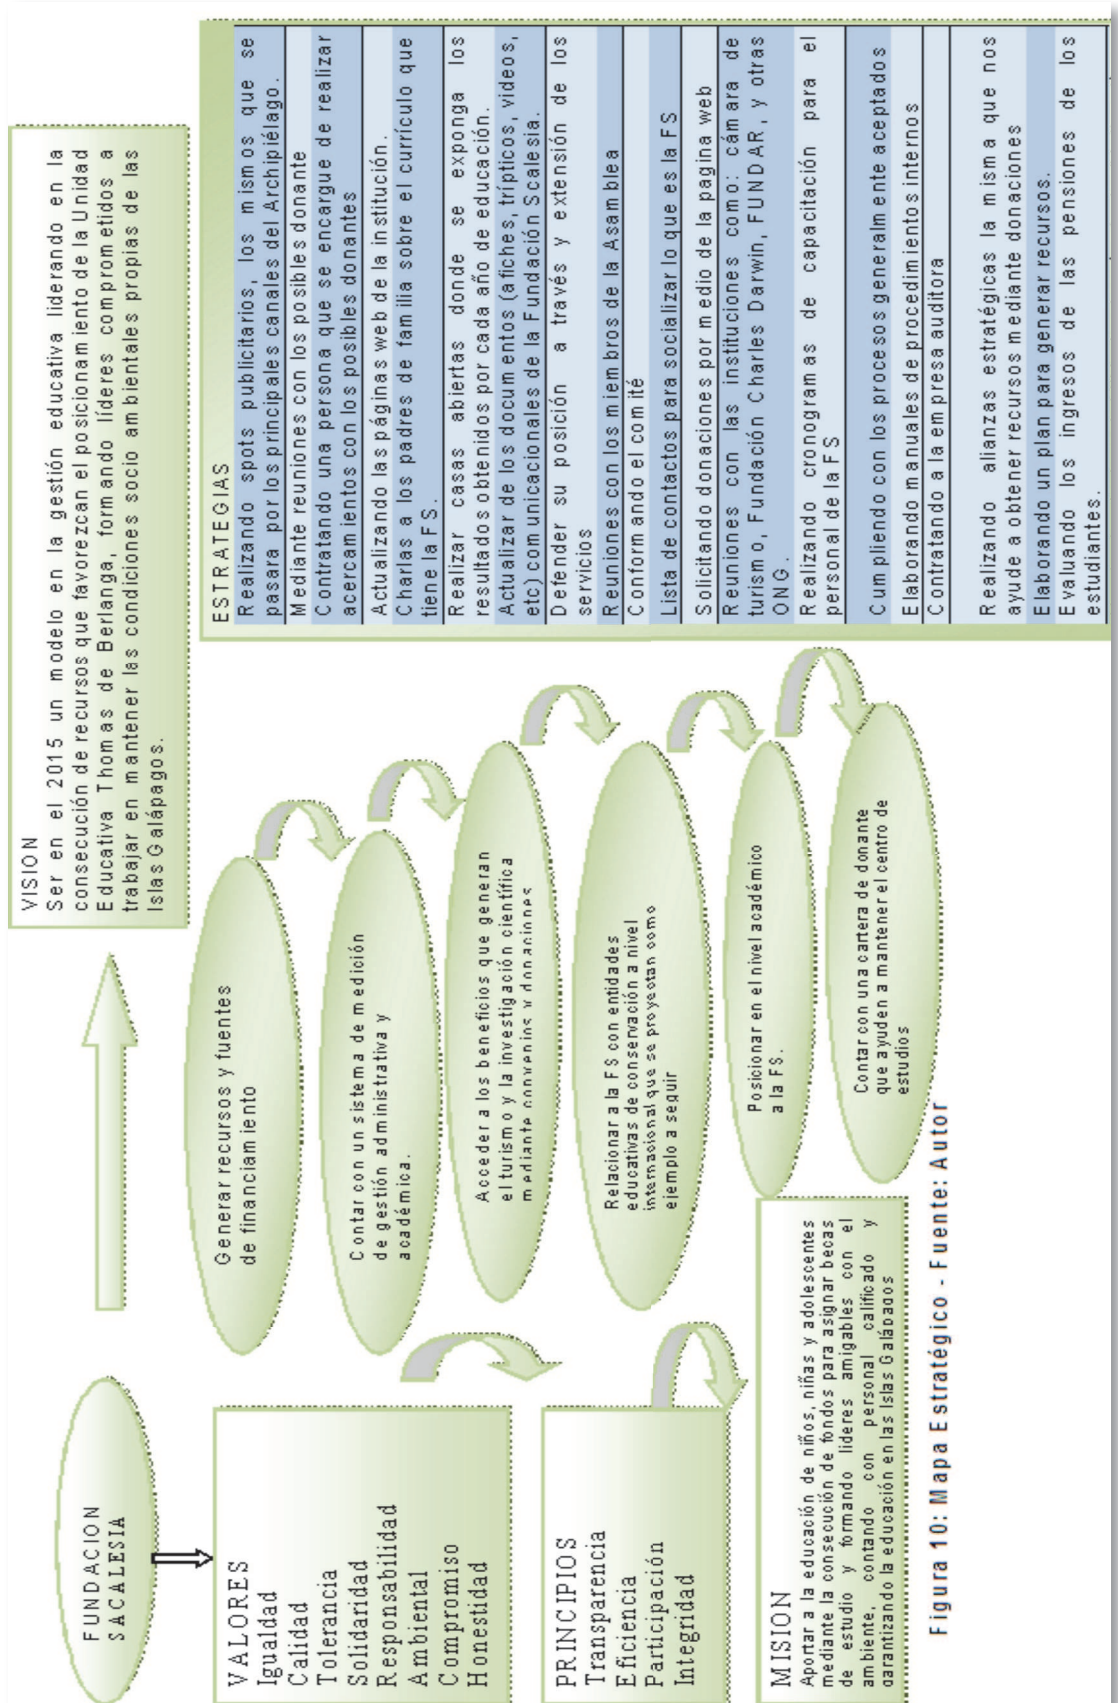 FUNDACION
SACALESIA
VALORES
Igualdad
Calidad
Tolerancia
Solidaridad
Responsabilidad
Ambiental
Compromiso
Honestidad
PRINCIPIOS
Transparencia
Eficiencia
Participación
Integridad
MISION
Aportar a la educación de niños, niñas y adolescentes
mediante la consecución de fondos para asignar becas
de estudio y formando lideres amigables con el
ambiente, contando con personal calificado y
garantizando la educación en las Islas Galápagos
VISION
Ser en el 2015 un modelo en la gestión educativa liderando en la
consecución de recursos que favorezcan el posicionamiento de la Unidad
Educativa Thomas de Berlanga, formando líderes comprometidos a
trabajar en mantener las condiciones socio ambientales propias de las
Islas Galápagos.
Generar recursos y fuentes
de financiamiento
Contar con un sistema de medición
de gestión administrativa y
académica.
Acceder a los beneficios que generan
el turismo y la investigación científica
mediante convenios y donaciones
Relacionar a la FS con entidades
educativas de conservación a nivel
internacional que se proyectan como
ejemplo a seguir
Posicionar en el nivel académico
a la FS.
Contar con una cartera de donante
que ayuden a mantener el centro de
estudios
ESTRATEGIAS
Realizando spots publicitarios, los mismos que se
pasara por los principales canales del Archipiélago.
Mediante reuniones con los posibles donante
Contratando una persona que se encargue de realizar
acercamientos con los posibles donantes
Actualizando las páginas web de la institución.
Charlas a los padres de familia sobre el currículo que
tiene la FS.
Realizar casas abiertas donde se exponga los
resultados obtenidos por cada año de educación.
Actualizar de los documentos (afiches, trípticos, videos,
etc) comunicacionales de la Fundación Scalesia.
Defender su posición a través y extensión de los
servicios
Reuniones con los miembros de la Asamblea
Conformando el comité
Lista de contactos para socializar lo que es la FS
Solicitando donaciones por medio de la pagina web
Reuniones con las instituciones como: cámara de
turismo, Fundación Charles Darwin, FUNDAR, y otras
ONG.
Realizando cronogramas de capacitación para el
personal de la FS
Cumpliendo con los procesos generalmente aceptados
Elaborando manuales de procedimientos internos
Contratando a la empresa auditora
Realizando alianzas estratégicas la misma que nos
ayude a obtener recursos mediante donaciones
Elaborando un plan para generar recursos.
Evaluando los ingresos de las pensiones de los
estudiantes.
Figura 10: Mapa Estratégico - Fuente: Autor